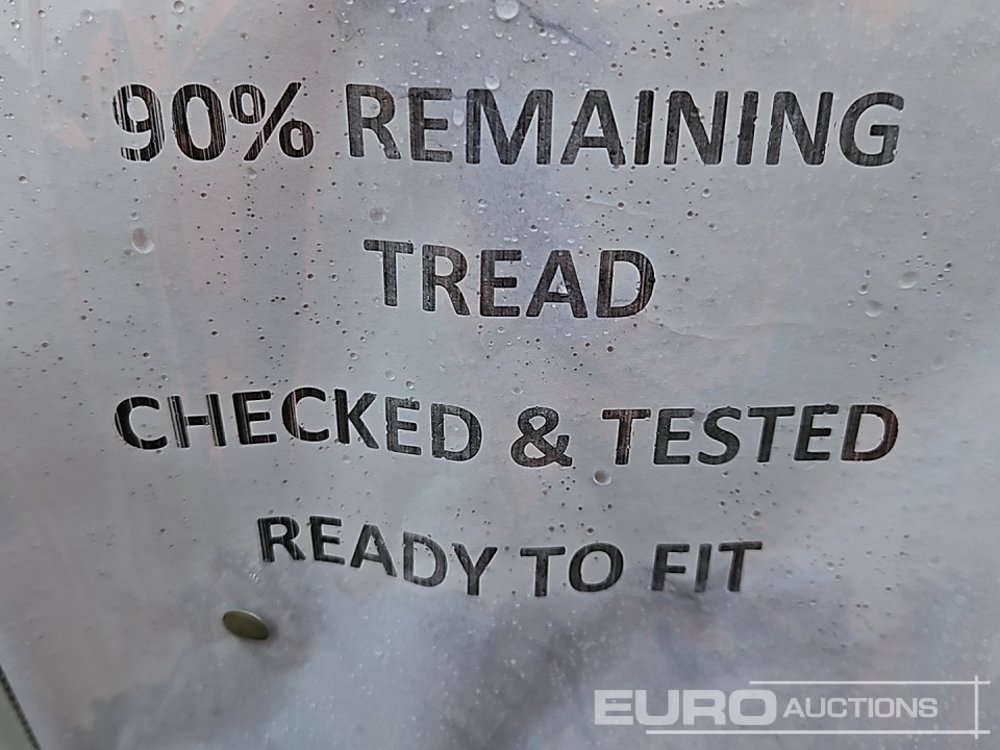 90% REMAINING
TREAD
CHECKED & TESTED
READY TO FIT
EURO AUCTIONS